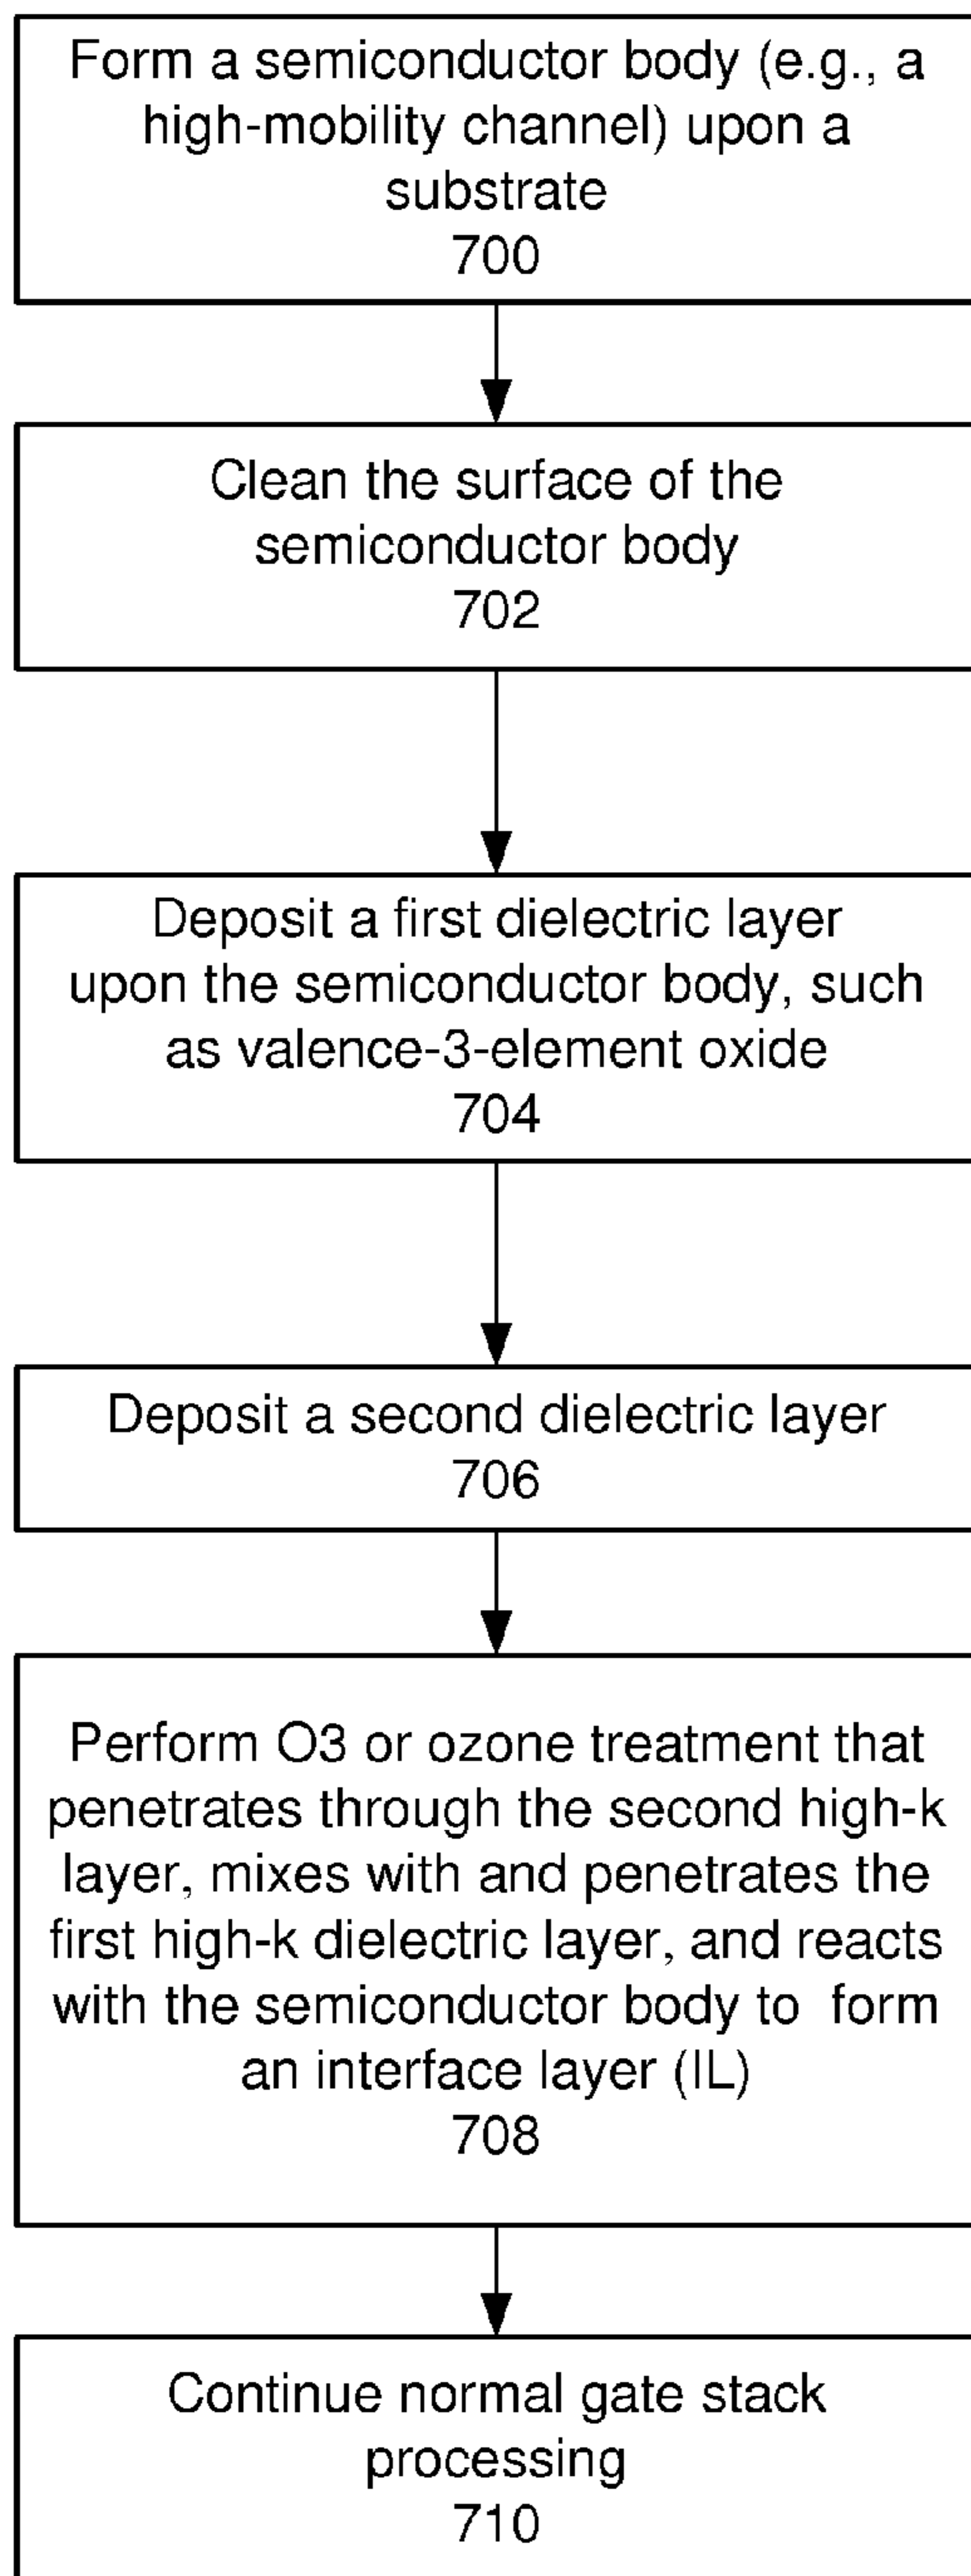 Form a semiconductor body (e.g., a
high-mobility channel) upon a
substrate
700
Clean the surface of the
semiconductor body
702
Deposit a first dielectric layer
upon the semiconductor body, such
as valence-3-element oxide
704
Deposit a second dielectric layer
706
Perform O3 or ozone treatment that
penetrates through the second high-k
layer, mixes with and penetrates the
first high-k dielectric layer, and reacts
with the semiconductor body to  form
an interface layer (IL)
708
Continue normal gate stack
processing
710